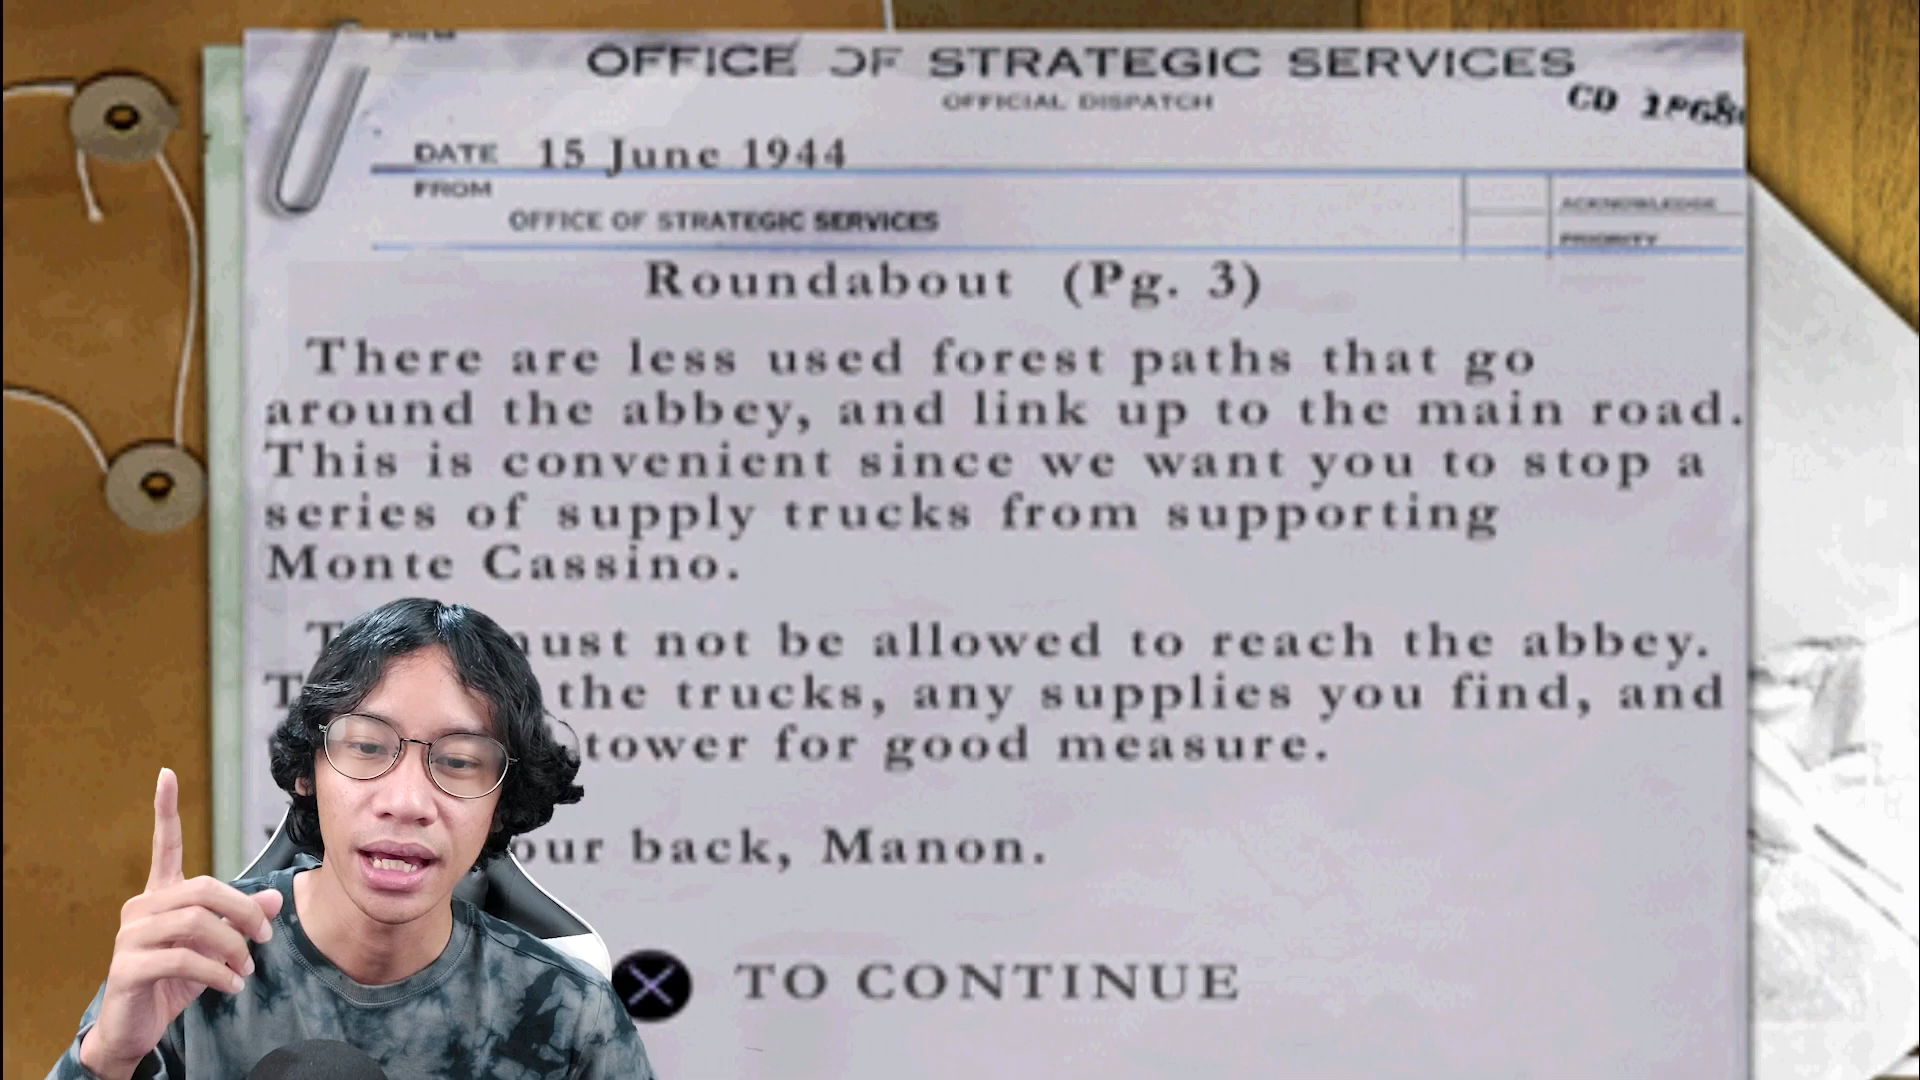 OFFICE OF STRATEGIC SERVICES
OFFICIAL DISPATCH
CD
DATE 15 June 1944
FROM
OFFICE OF STRATEGIC SERVICES
ACKNOWLEDGE
PRIORITY
Roundabout (Pg. 3)
There are less used forest paths that go
around the abbey, and link up to the main road.
This is convenient since we want you to stop a
series of supply trucks from supporting
Monte Cassino.
not be allowed to reach the abbey.
the trucks, any supplies you find, and
tower for good measure.
back, Manon.
TO CONTINUE